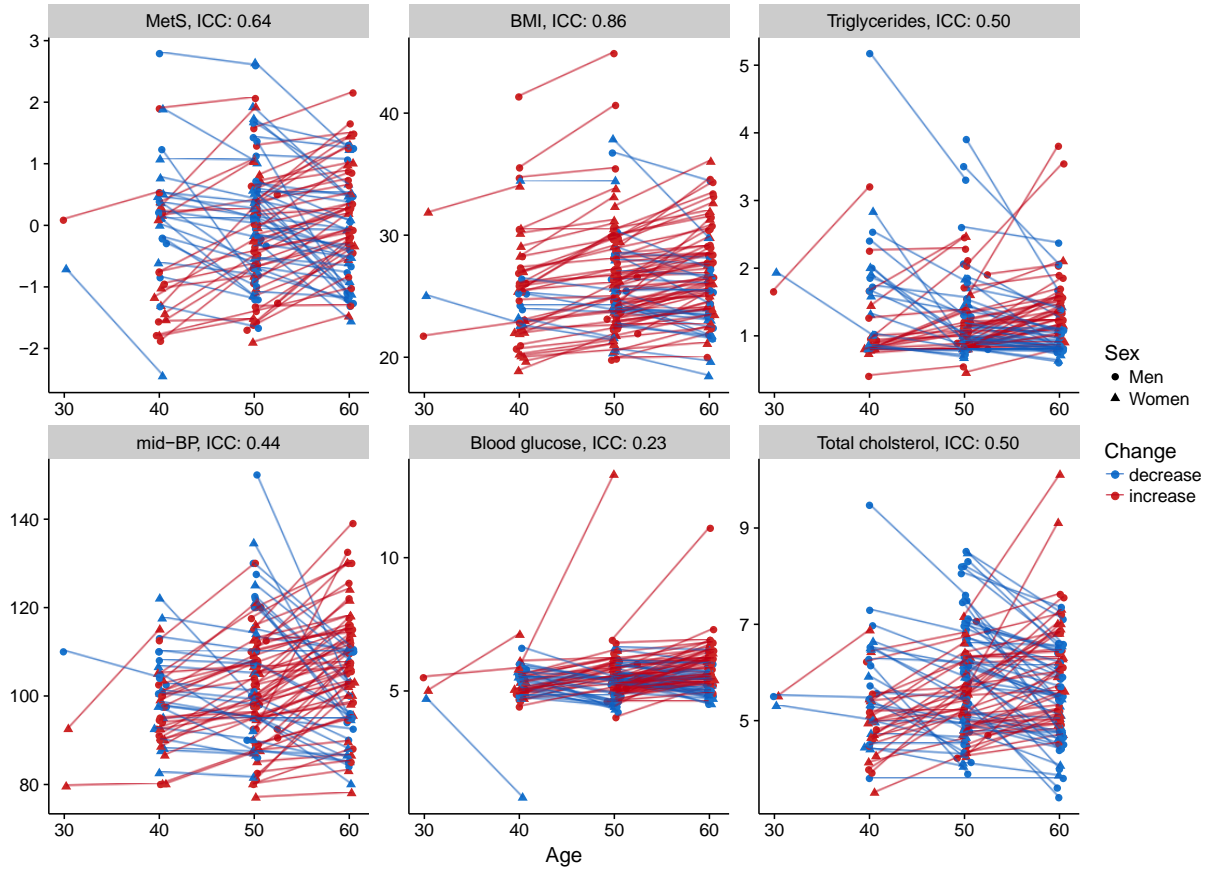 MetS, ICC: 0.64
BMI, ICC: 0.86
Triglycerides, ICC: 0.50
3
2
1
0
−1
−2
30 40 50 60
40
30
20
30 40 50 60
5
4
3
2
1
30 40 50 60
mid−BP, ICC: 0.44
Blood glucose, ICC: 0.23
Total cholsterol, ICC: 0.50
140
120
100
80
30 40 50 60
10
5
30 40 50 60
9
7
5
30 40 50 60
Age
Sex
Men
Women
Change
decrease
increase